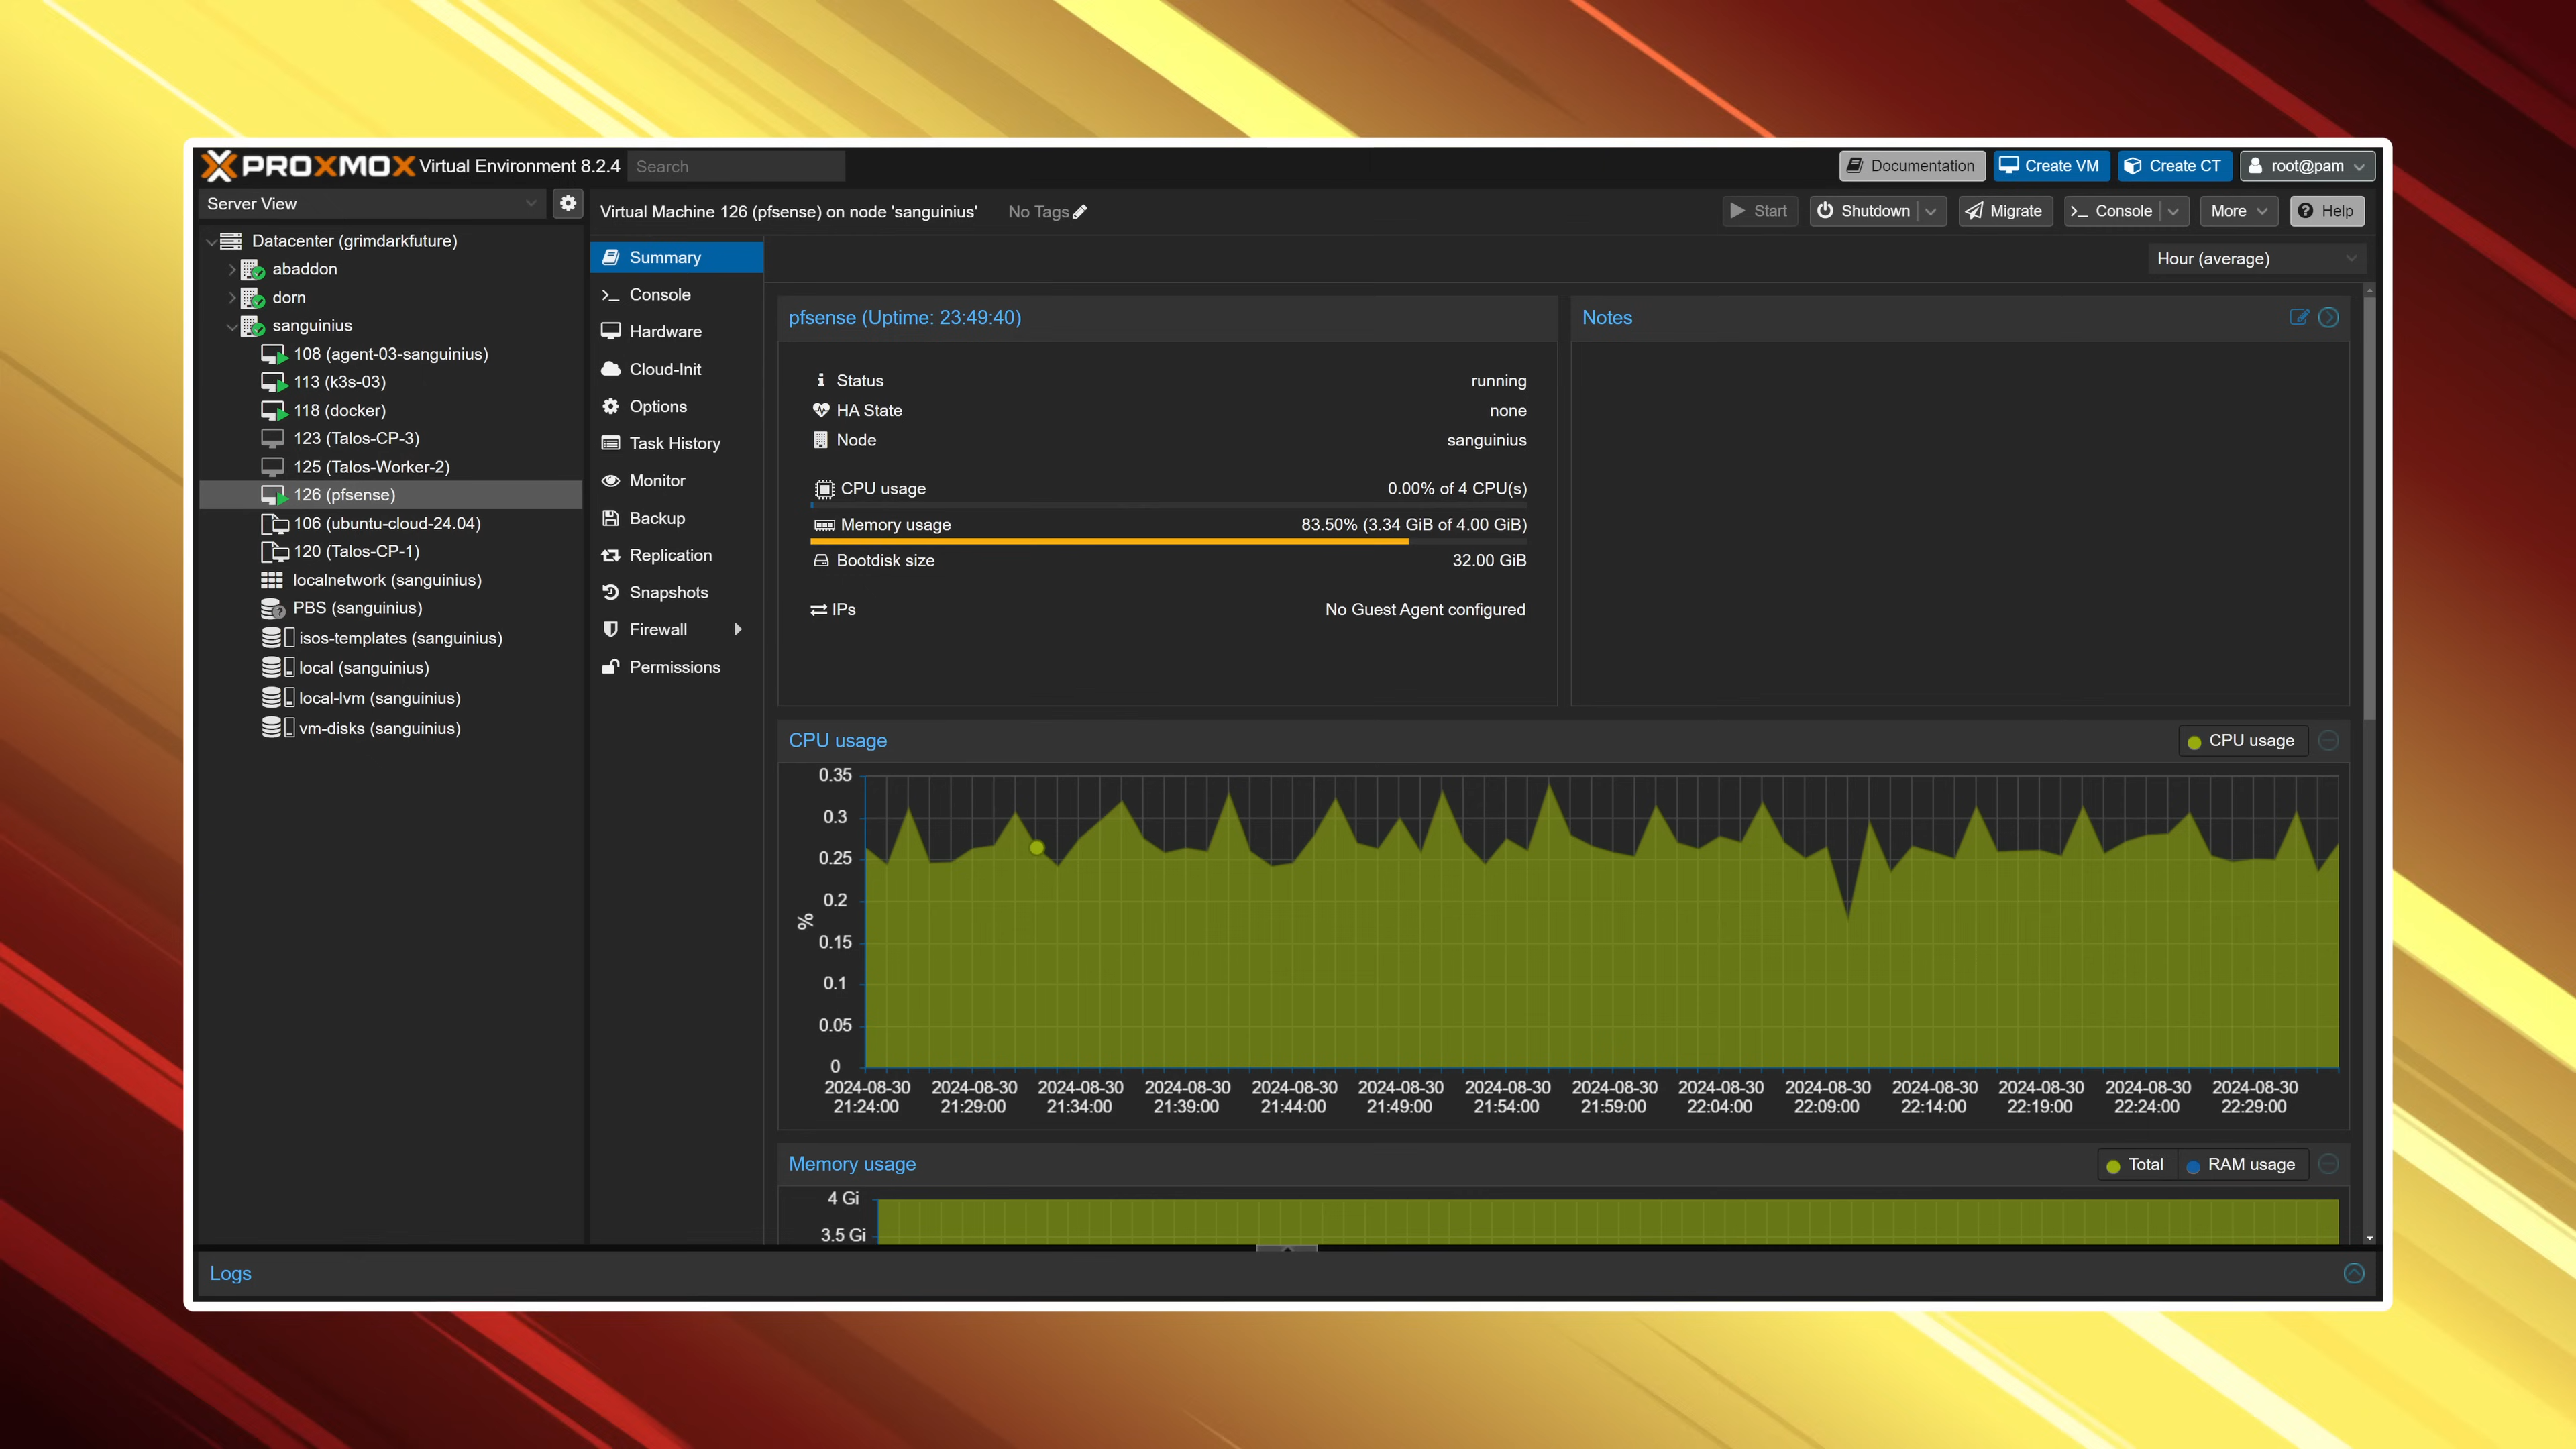 PROXMOX Virtual Environment 8.2.4 Search Documentation Create VM Create CT root@pam
Server View
Virtual Machine 126 (pfsense) on node 'sanguinius' No Tags Start Shutdown Migrate Console More Help
Datacenter (grimdarkfuture)
abaddon
dorn
sanguinius
108 (agent-03-sanguinius)
113 (k3s-03)
118 (docker)
123 (Talos-CP-3)
125 (Talos-Worker-2)
126 (pfsense)
106 (ubuntu-cloud-24.04)
120 (Talos-CP-1)
localnetwork (sanguinius)
PBS (sanguinius)
isos-templates (sanguinius)
local (sanguinius)
local-lvm (sanguinius)
vm-disks (sanguinius)
Summary
Console
Hardware
Cloud-Init
Options
Task History
Monitor
Backup
Replication
Snapshots
Firewall
Permissions
Hour (average)
pfsense (Uptime: 23:49:40)
Status running
HA State none
Node sanguinius
CPU usage 0.00% of 4 CPU(s)
Memory usage 83.50% (3.34 GiB of 4.00 GiB)
Bootdisk size 32.00 GiB
IPs No Guest Agent configured
Notes
CPU usage CPU usage
0.35
0.3
0.25
0.2
0.15
0.1
0.05
0
%
2024-08-30 2024-08-30 2024-08-30 2024-08-30 2024-08-30 2024-08-30 2024-08-30 2024-08-30 2024-08-30 2024-08-30 2024-08-30 2024-08-30 2024-08-30 2024-08-30
21:24:00 21:29:00 21:34:00 21:39:00 21:44:00 21:49:00 21:54:00 21:59:00 22:04:00 22:09:00 22:14:00 22:19:00 22:24:00 22:29:00
Memory usage Total RAM usage
4 Gi
3.5 Gi
Logs